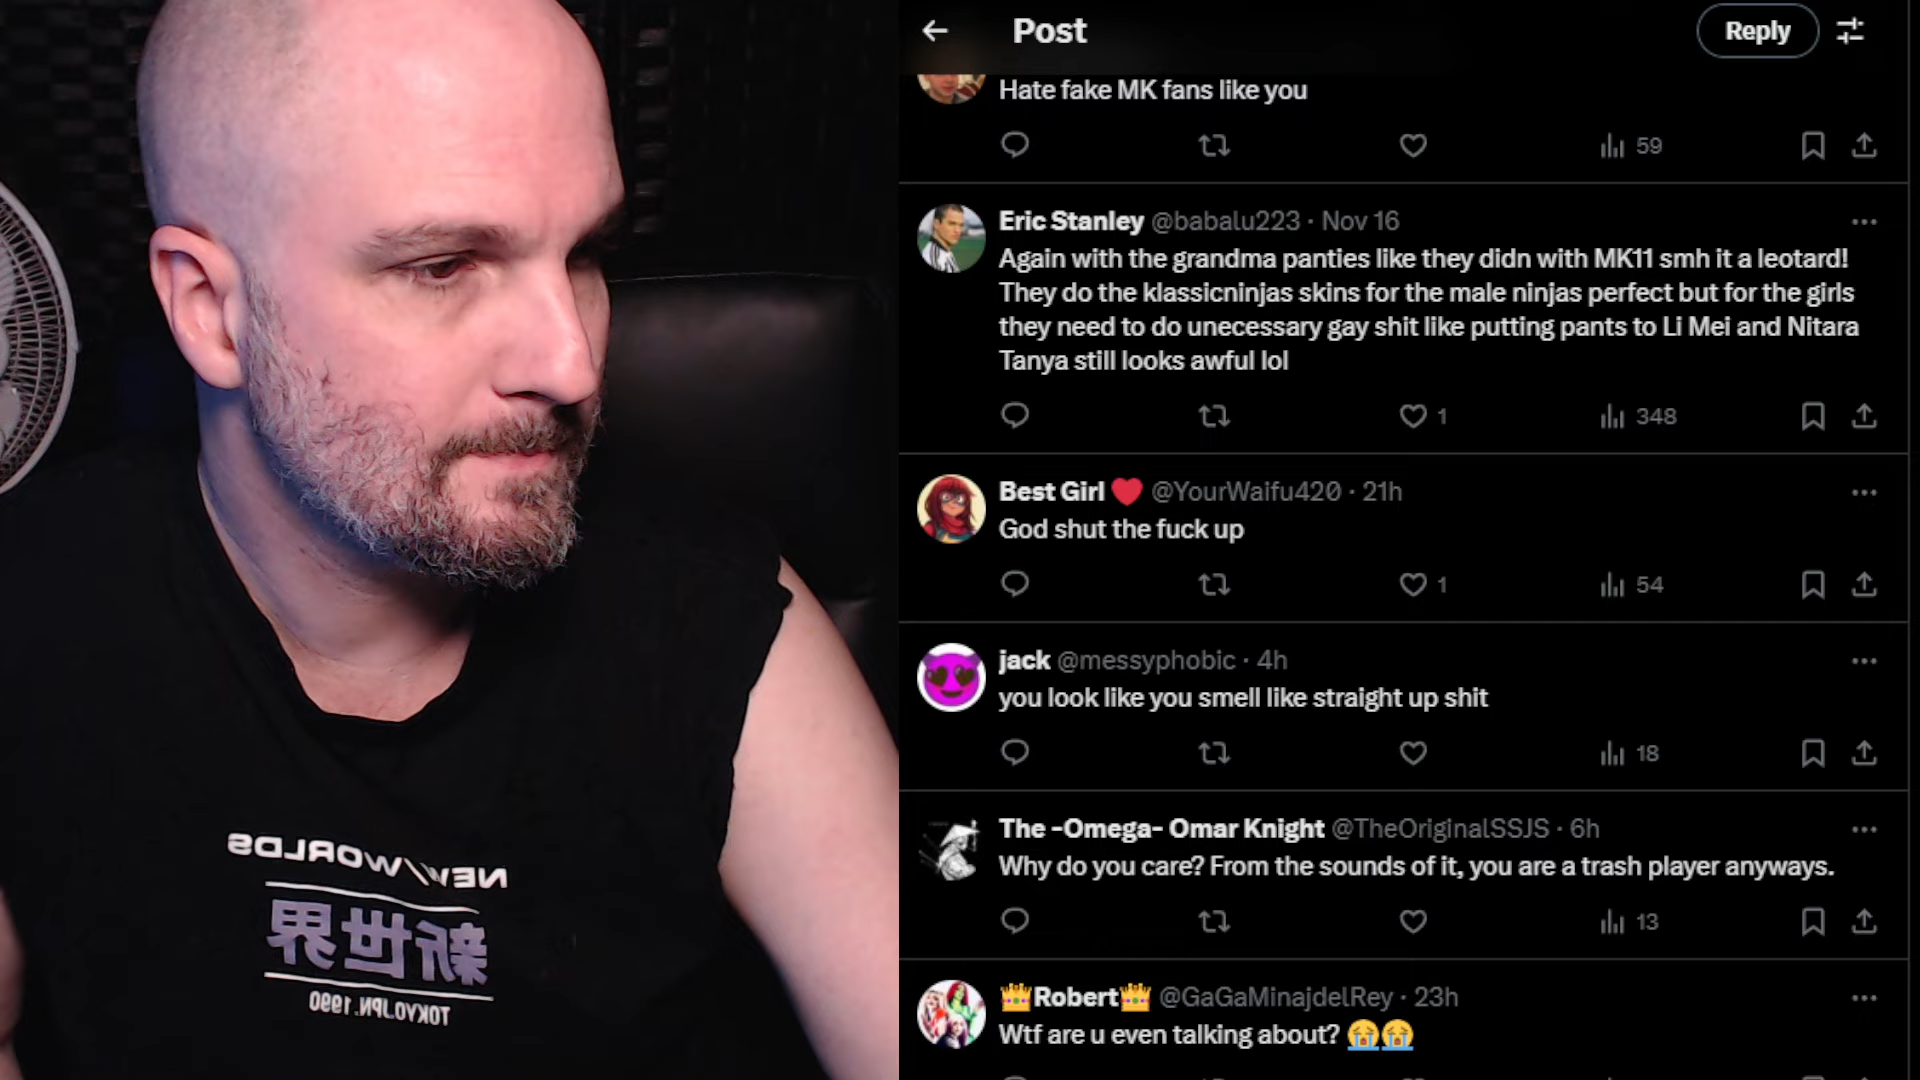 Post
Reply
Hate fake MK fans like you
59
Eric Stanley @babalu223 · Nov 16
Again with the grandma panties like they didn with MK11 smh it a leotard!
They do the klassicninjas skins for the male ninjas perfect but for the girls
they need to do unecessary gay shit like putting pants to Li Mei and Nitara
Tanya still looks awful lol
1
348
Best Girl ❤️ @YourWaifu420 · 21h
God shut the fuck up
1
54
jack @messyphobic · 4h
you look like you smell like straight up shit
18
The -Omega- Omar Knight @TheOriginalSSJS · 6h
Why do you care? From the sounds of it, you are a trash player anyways.
13
👑Robert👑 @GaGaMinajdelRey · 23h
Wtf are u even talking about? 😭😭
NEW/WORLDS
新世界
TOKYO.JPN.1990